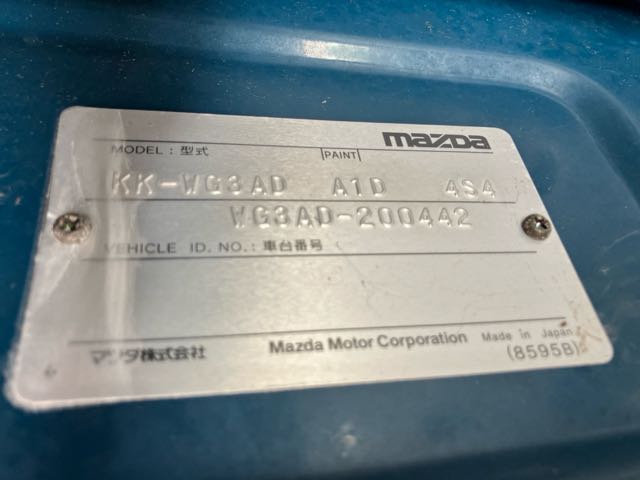 mazda
MODEL : 型式 PAINT
KK-WG3AD A1D 4S4
WG3AD-200442
VEHICLE ID. NO. : 車台番号
マツダ株式会社 Mazda Motor Corporation Made in Japan
(8595B)